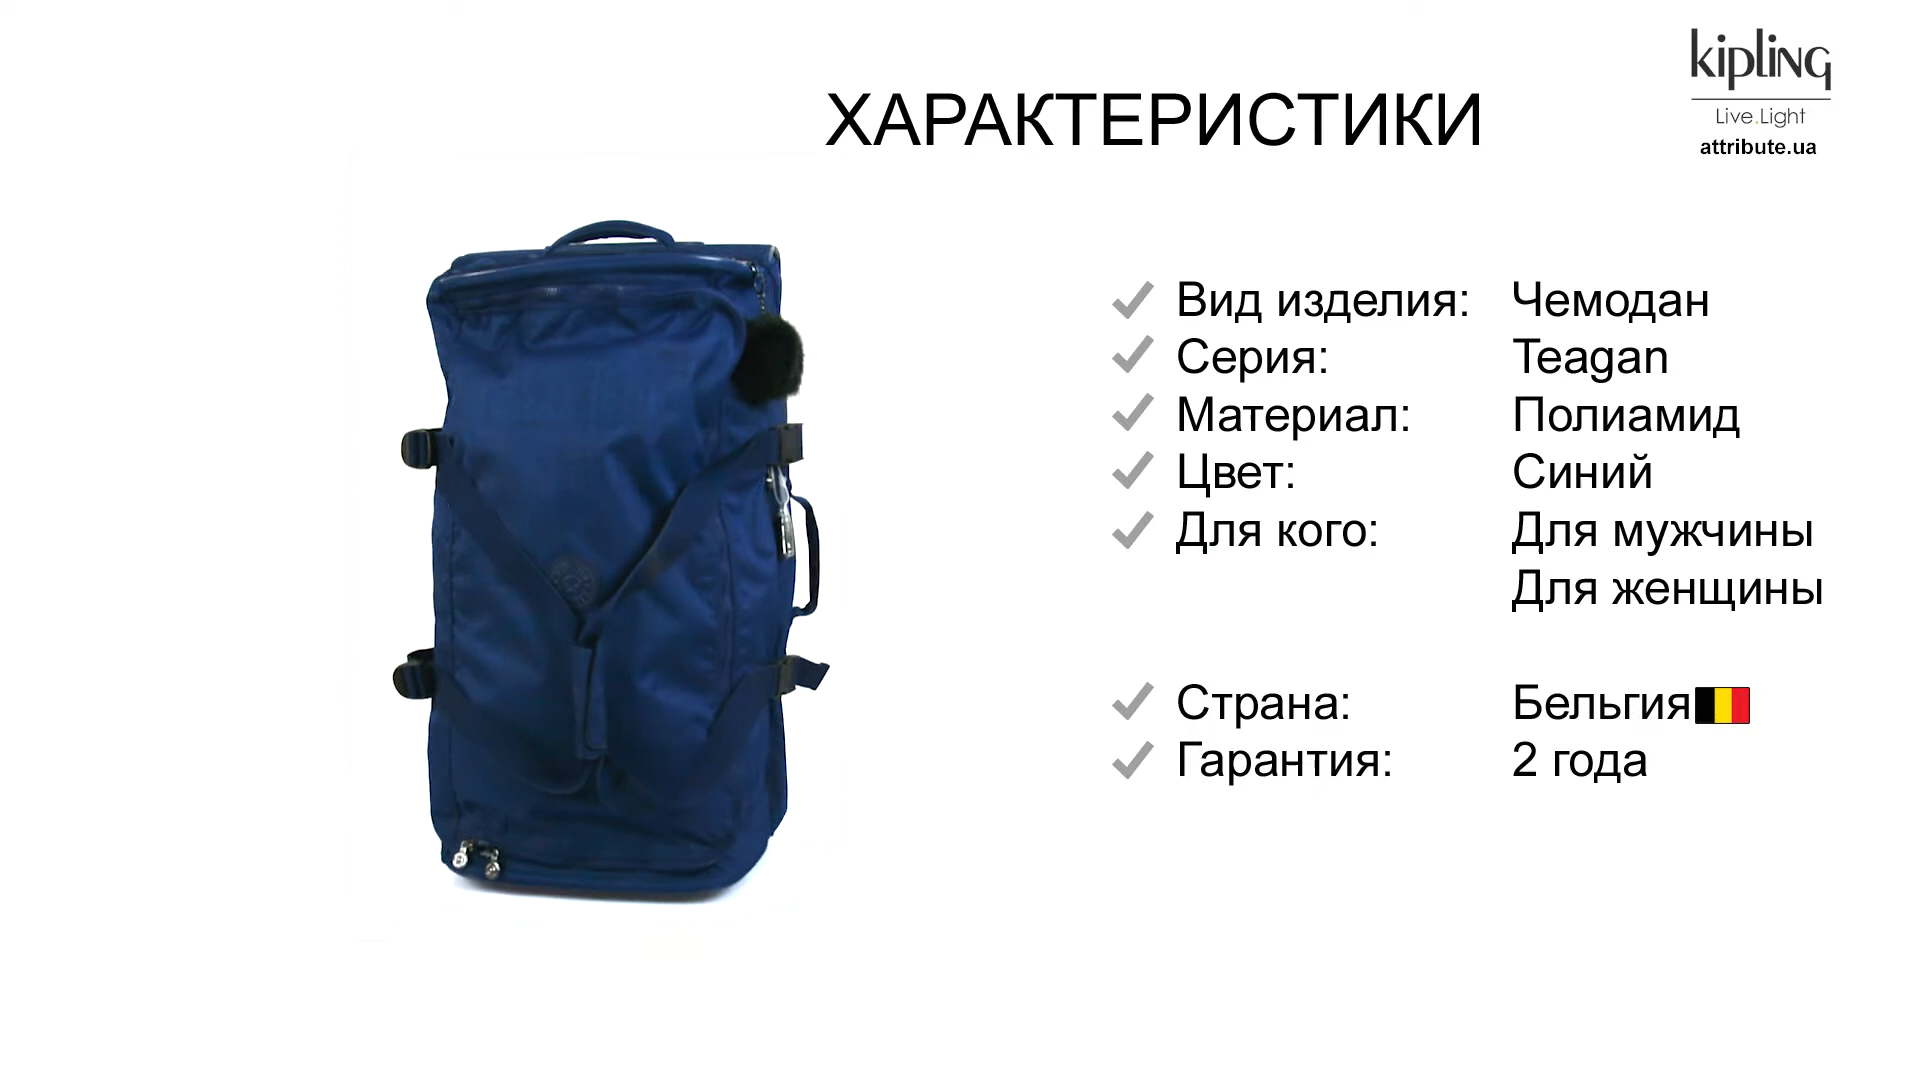 kipling
Live.Light
attribute.ua
ХАРАКТЕРИСТИКИ
Вид изделия: Чемодан
Серия: Teagan
Материал: Полиамид
Цвет: Синий
Для кого: Для мужчины
Для женщины
Страна: Бельгия
Гарантия: 2 года